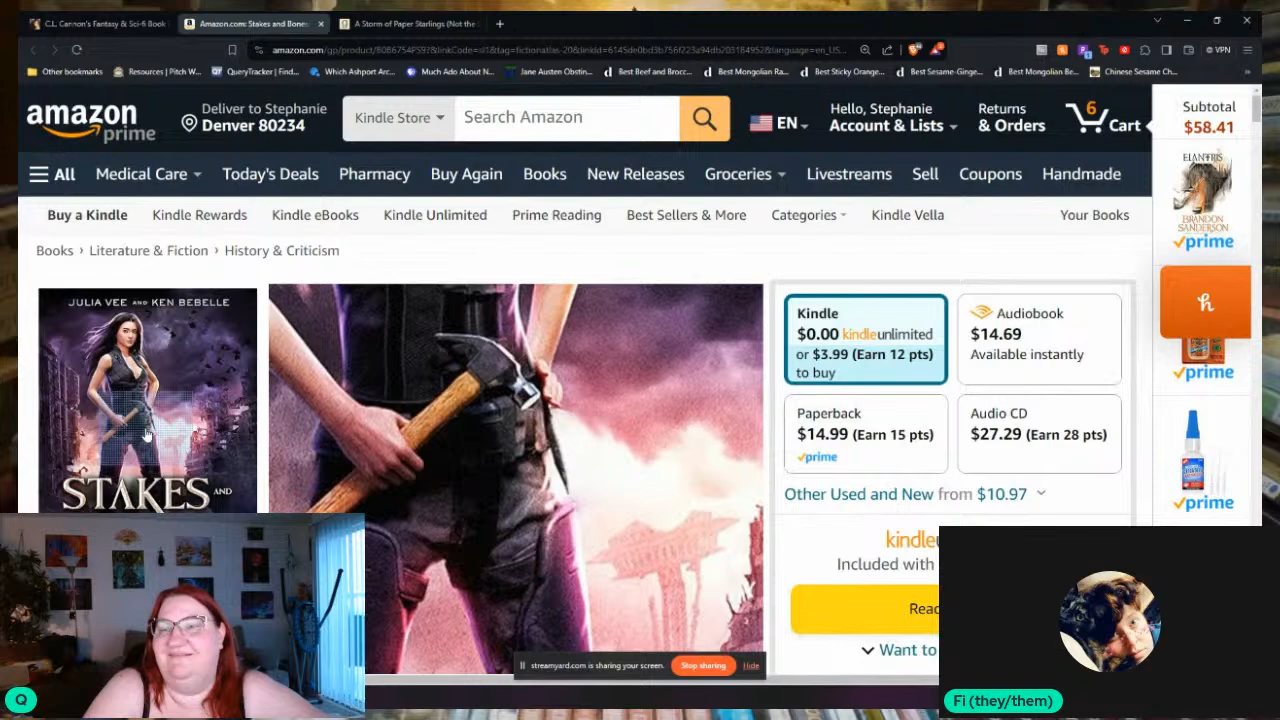 C.L. Cannon's Fantasy & Sci-fi Book
Amazon.com: Stakes and Bones
A Storm of Paper Starlings (Not the
Other bookmarks
Resources | Pitch W...
QueryTracker | Find...
Which Ashport Arc...
Much Ado About N...
Jane Austen Obstin...
Best Beef and Brocc...
Best Mongolian Ra...
Best Sticky Orange...
Best Sesame-Ginge...
Best Mongolian Be...
Chinese Sesame Ch...
VPN
amazon
prime
Deliver to Stephanie
Denver 80234
Kindle Store
Search Amazon
EN
Hello, Stephanie
Account & Lists
Returns
& Orders
6
Cart
Subtotal
$58.41
All
Medical Care
Today's Deals
Pharmacy
Buy Again
Books
New Releases
Groceries
Livestreams
Sell
Coupons
Handmade
Buy a Kindle
Kindle Rewards
Kindle eBooks
Kindle Unlimited
Prime Reading
Best Sellers & More
Categories
Kindle Vella
Your Books
Books › Literature & Fiction › History & Criticism
ELANTRIS
BRANDON
SANDERSON
prime
h
prime
prime
JULIA VEE AND KEN BEBELLE
STAKES AND
Kindle
$0.00 kindleunlimited
or $3.99 (Earn 12 pts)
to buy
Audiobook
$14.69
Available instantly
Paperback
$14.99 (Earn 15 pts)
prime
Audio CD
$27.29 (Earn 28 pts)
Other Used and New from $10.97
Included with
Want to
streamyard.com is sharing your screen.
Stop sharing
Hide
Q
Fi (they/them)